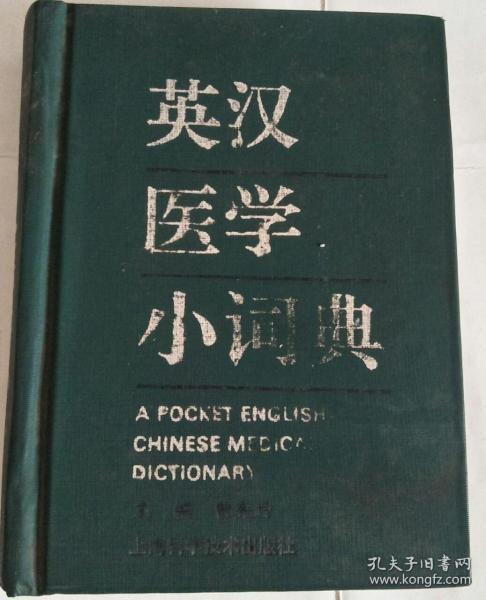 英汉
医学
小词典
A POCKET ENGLISH-
CHINESE MEDICA
DICTIONARY
主编
上海科学技术出版社
孔夫子旧书网
www.kongfz.com